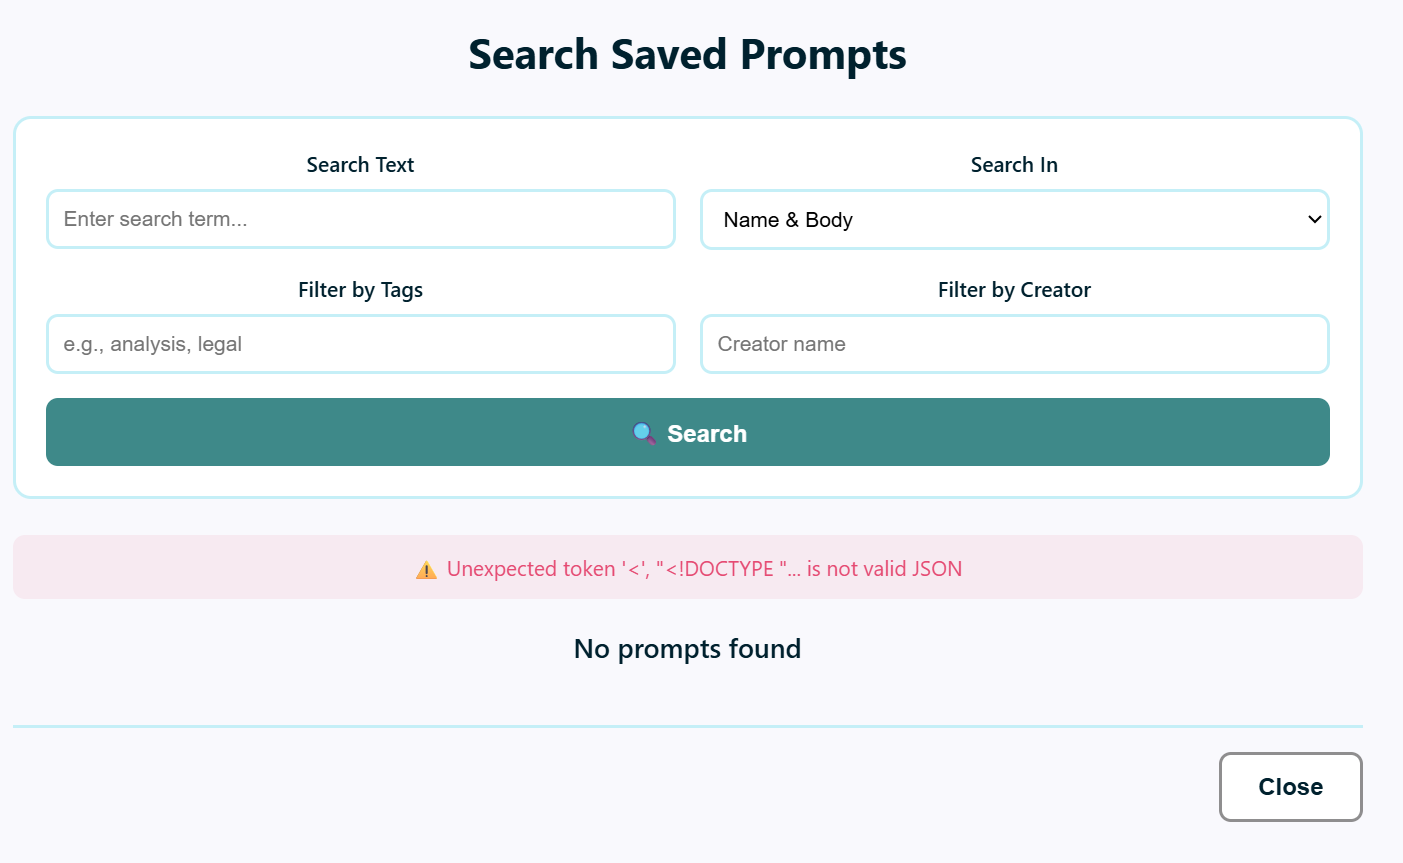 Search Saved Prompts
Search Text
Search In
Enter search term...
Name & Body
Filter by Tags
Filter by Creator
e.g., analysis, legal
Creator name
🔍 Search
⚠️ Unexpected token '<', "<!DOCTYPE "... is not valid JSON
No prompts found
Close